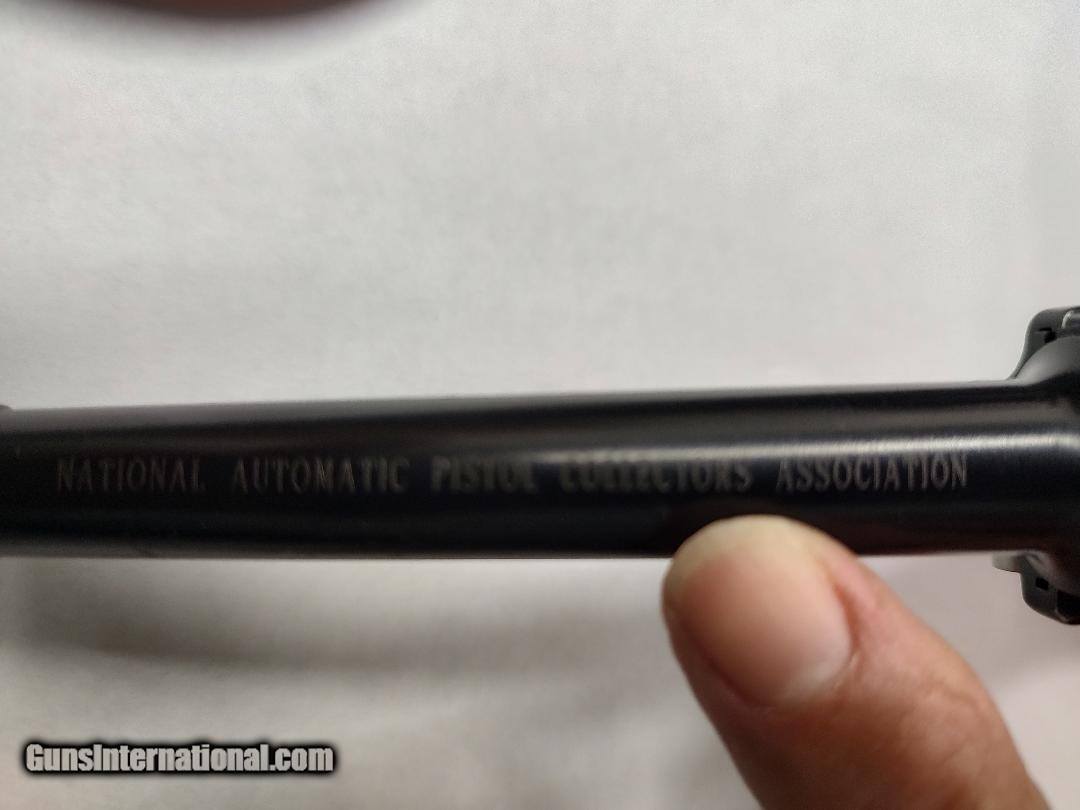 NATIONAL AUTOMATIC PISTOL COLLECTORS ASSOCIATION
GunsInternational.com